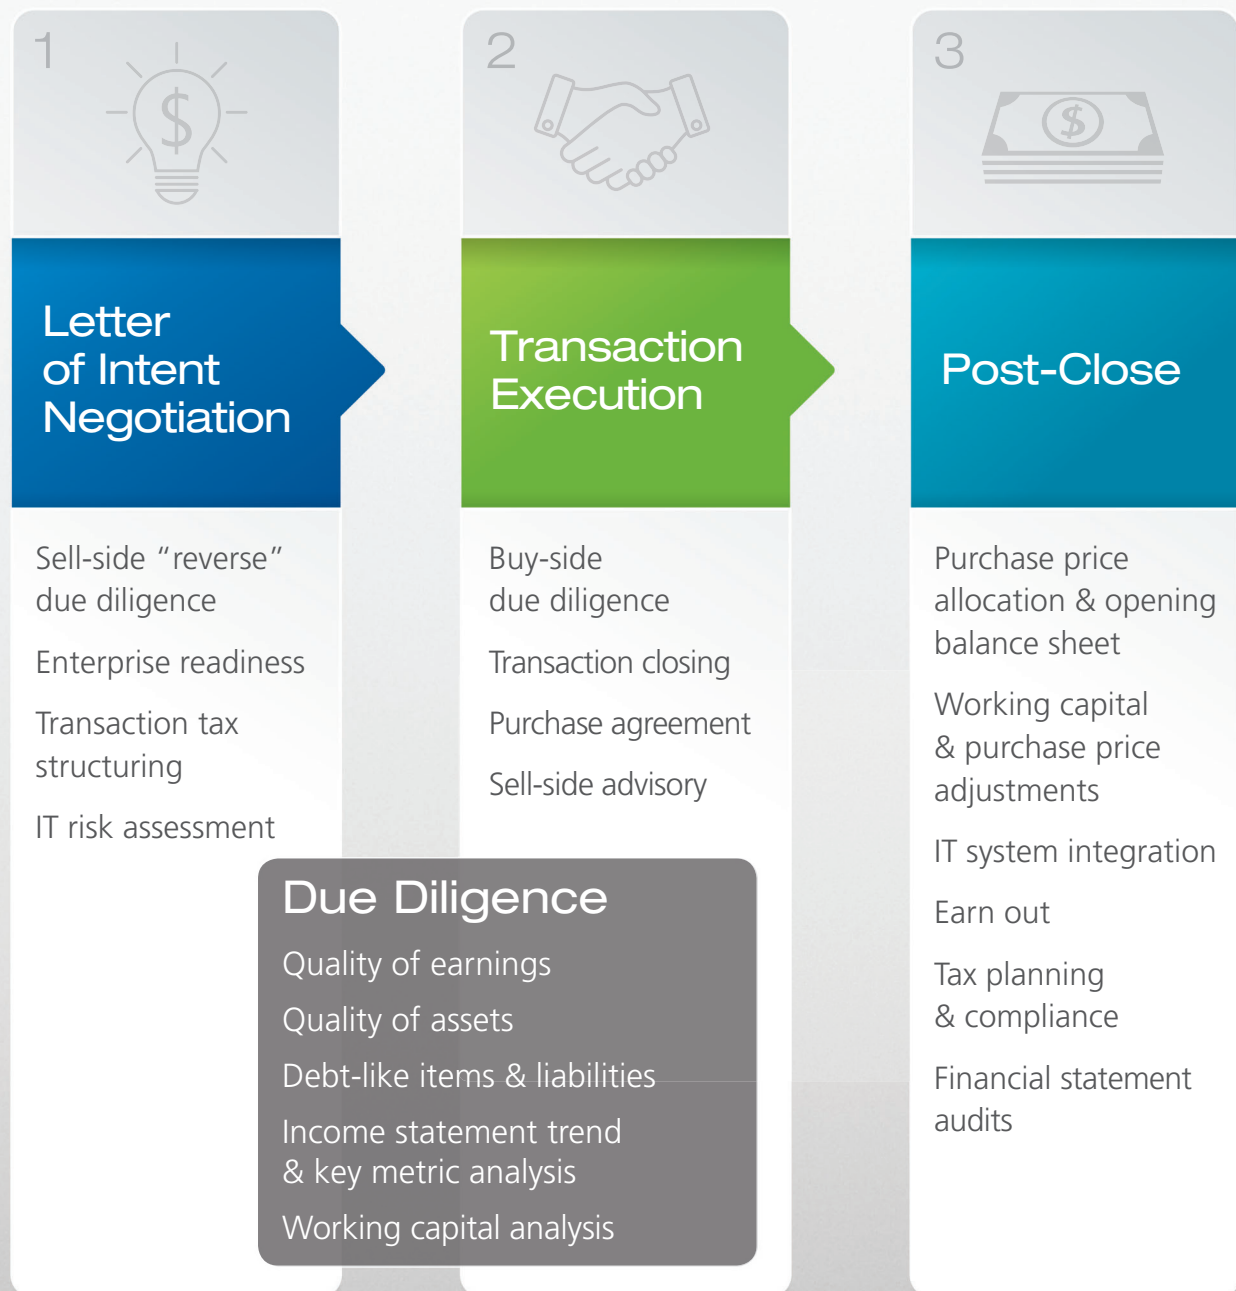 1
$
Letter
of Intent
Negotiation
Sell-side “reverse”
due diligence
Enterprise readiness
Transaction tax
structuring
IT risk assessment
2
Transaction
Execution
Buy-side
due diligence
Transaction closing
Purchase agreement
Sell-side advisory
Due Diligence
Quality of earnings
Quality of assets
Debt-like items & liabilities
Income statement trend
& key metric analysis
Working capital analysis
3
$
Post-Close
Purchase price
allocation & opening
balance sheet
Working capital
& purchase price
adjustments
IT system integration
Earn out
Tax planning
& compliance
Financial statement
audits